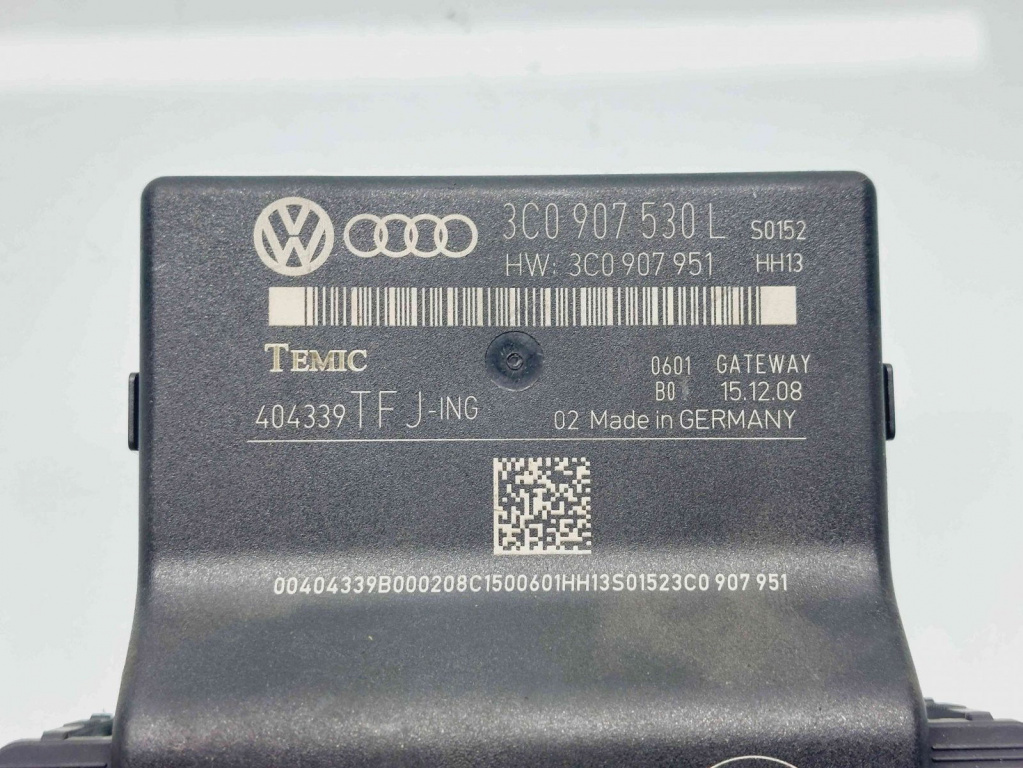 3C0 907 530 L S0152
HW: 3C0 907 951 HH13
TEMIC
0601 GATEWAY
B0 15.12.08
404339 TFJ-ING
02 Made in GERMANY
00404339B000208C1500601HH13S01523C0 907 951